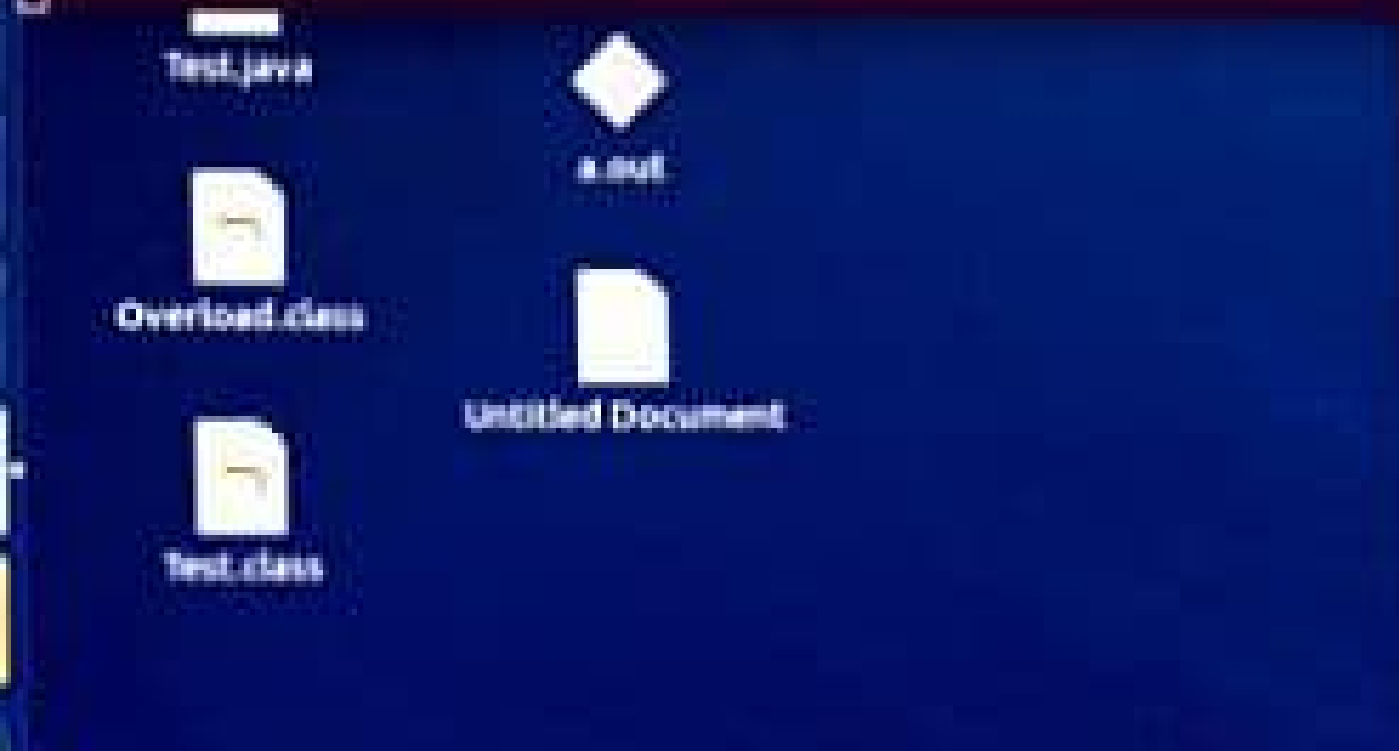 Test.java
Overload.class
Test.class
a.out
Untitled Document